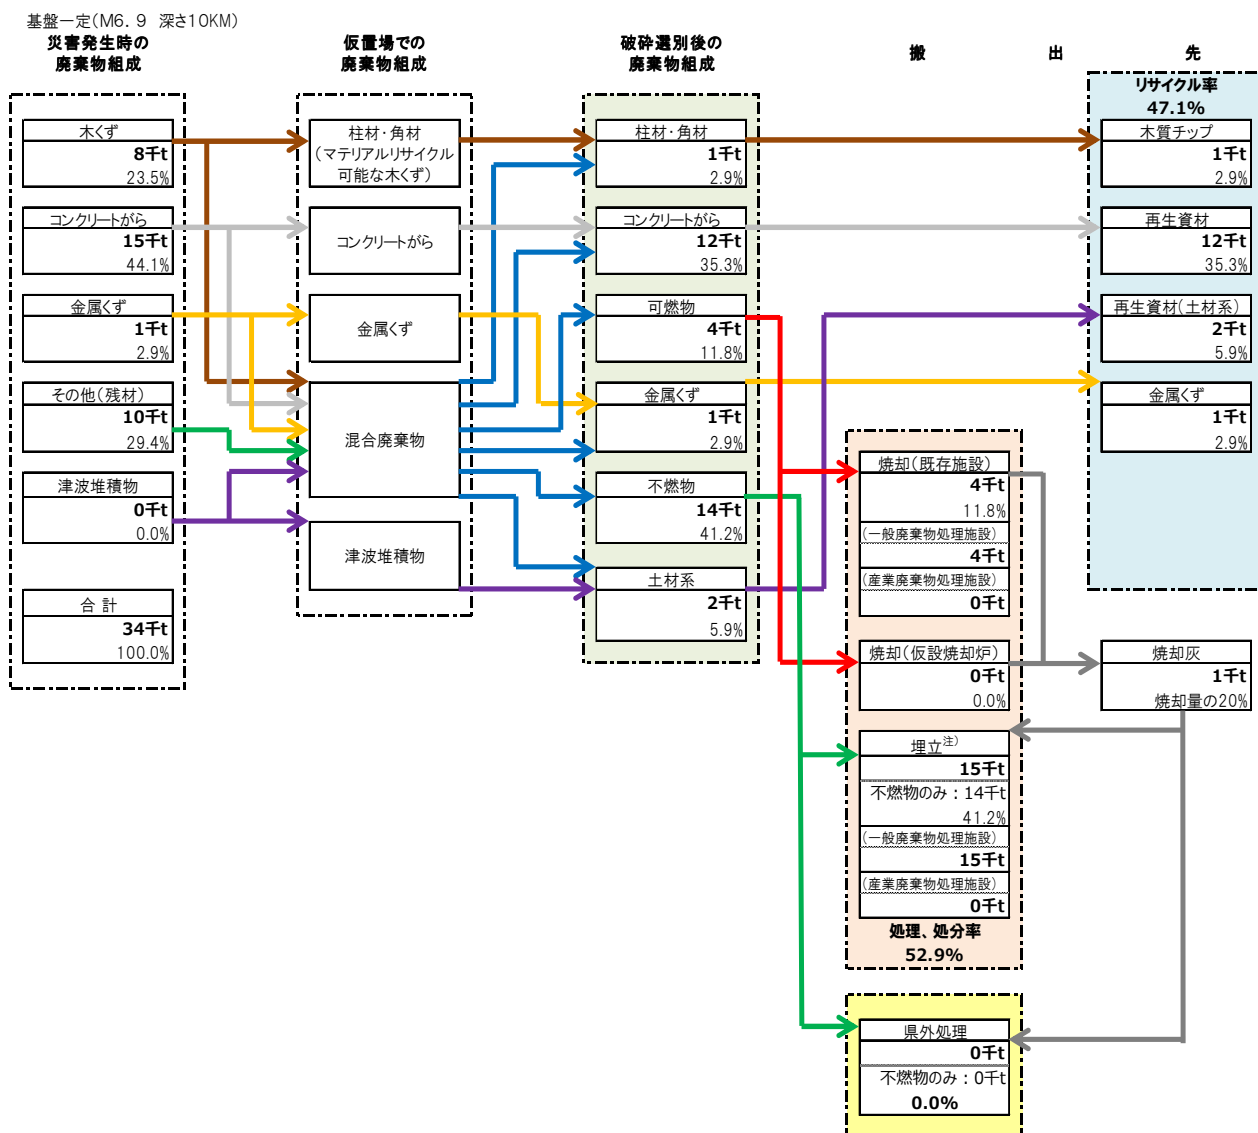 基盤一定(M6.9 深さ10KM)
災害発生時の
廃棄物組成
木くず
8千t
23.5%
コンクリートがら
15千t
44.1%
金属くず
1千t
2.9%
その他(残材)
10千t
29.4%
津波堆積物
0千t
0.0%
合 計
34千t
100.0%
仮置場での
廃棄物組成
柱材・角材
(マテリアルリサイクル
可能な木くず)
コンクリートがら
金属くず
混合廃棄物
津波堆積物
破砕選別後の
廃棄物組成
柱材・角材
1千t
2.9%
コンクリートがら
12千t
35.3%
可燃物
4千t
11.8%
金属くず
1千t
2.9%
不燃物
14千t
41.2%
土材系
2千t
5.9%
搬 出 先
焼却(既存施設)
4千t
11.8%
(一般廃棄物処理施設)
4千t
(産業廃棄物処理施設)
0千t
焼却(仮設焼却炉)
0千t
0.0%
埋立注)
15千t
不燃物のみ:14千t
41.2%
(一般廃棄物処理施設)
15千t
(産業廃棄物処理施設)
0千t
処理、処分率
52.9%
県外処理
0千t
不燃物のみ:0千t
0.0%
リサイクル率
47.1%
木質チップ
1千t
2.9%
再生資材
12千t
35.3%
再生資材(土材系)
2千t
5.9%
金属くず
1千t
2.9%
焼却灰
1千t
焼却量の20%